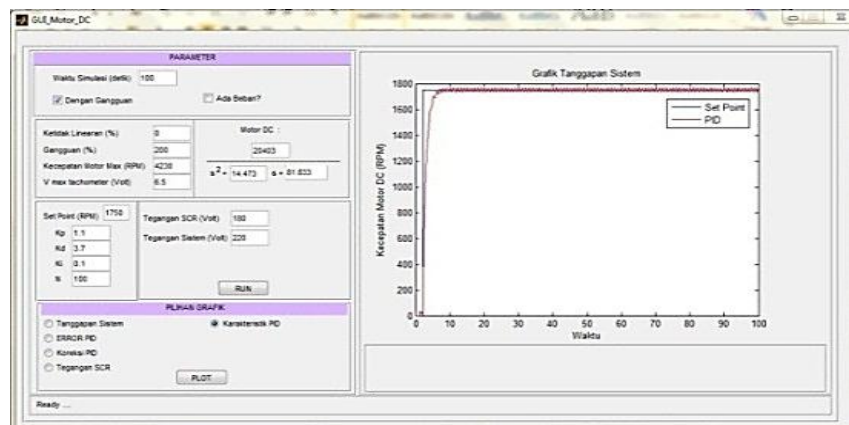 GUI_Motor_DC
PARAMETER
Waktu Simulasi (detik) 100
Dengan Gangguan
Ada Beban?
Ketidak Linearan (%) 0
Gangguan (%) 200
Kecepatan Motor Max (RPM) 4230
V max tachometer (Volt) 6.5
Motor DC :
20403
s^2 + 14.473 s + 81.833
Set Point (RPM) 1750
Kp 1.1
Kd 3.7
Ki 0.1
N 100
Tegangan SCR (Volt) 180
Tegangan Sistem (Volt) 220
RUN
PILIHAN GRAFIK
Tanggapan Sistem
Karakteristik PID
ERROR PID
Koreksi PID
Tegangan SCR
PLOT
Ready ...
Grafik Tanggapan Sistem
Kecepatan Motor DC (RPM)
1800
1600
1400
1200
1000
800
600
400
200
0
0 10 20 30 40 50 60 70 80 90 100
Waktu
Set Point
PID